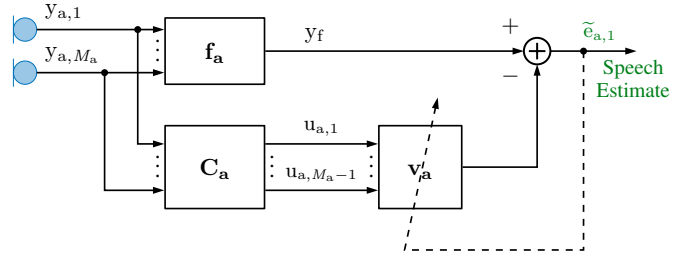 y_{a,1}
y_{a,M_a}
f_a
y_f
+
−
ẽ_{a,1}
Speech
Estimate
C_a
u_{a,1}
u_{a,M_a−1}
v_a